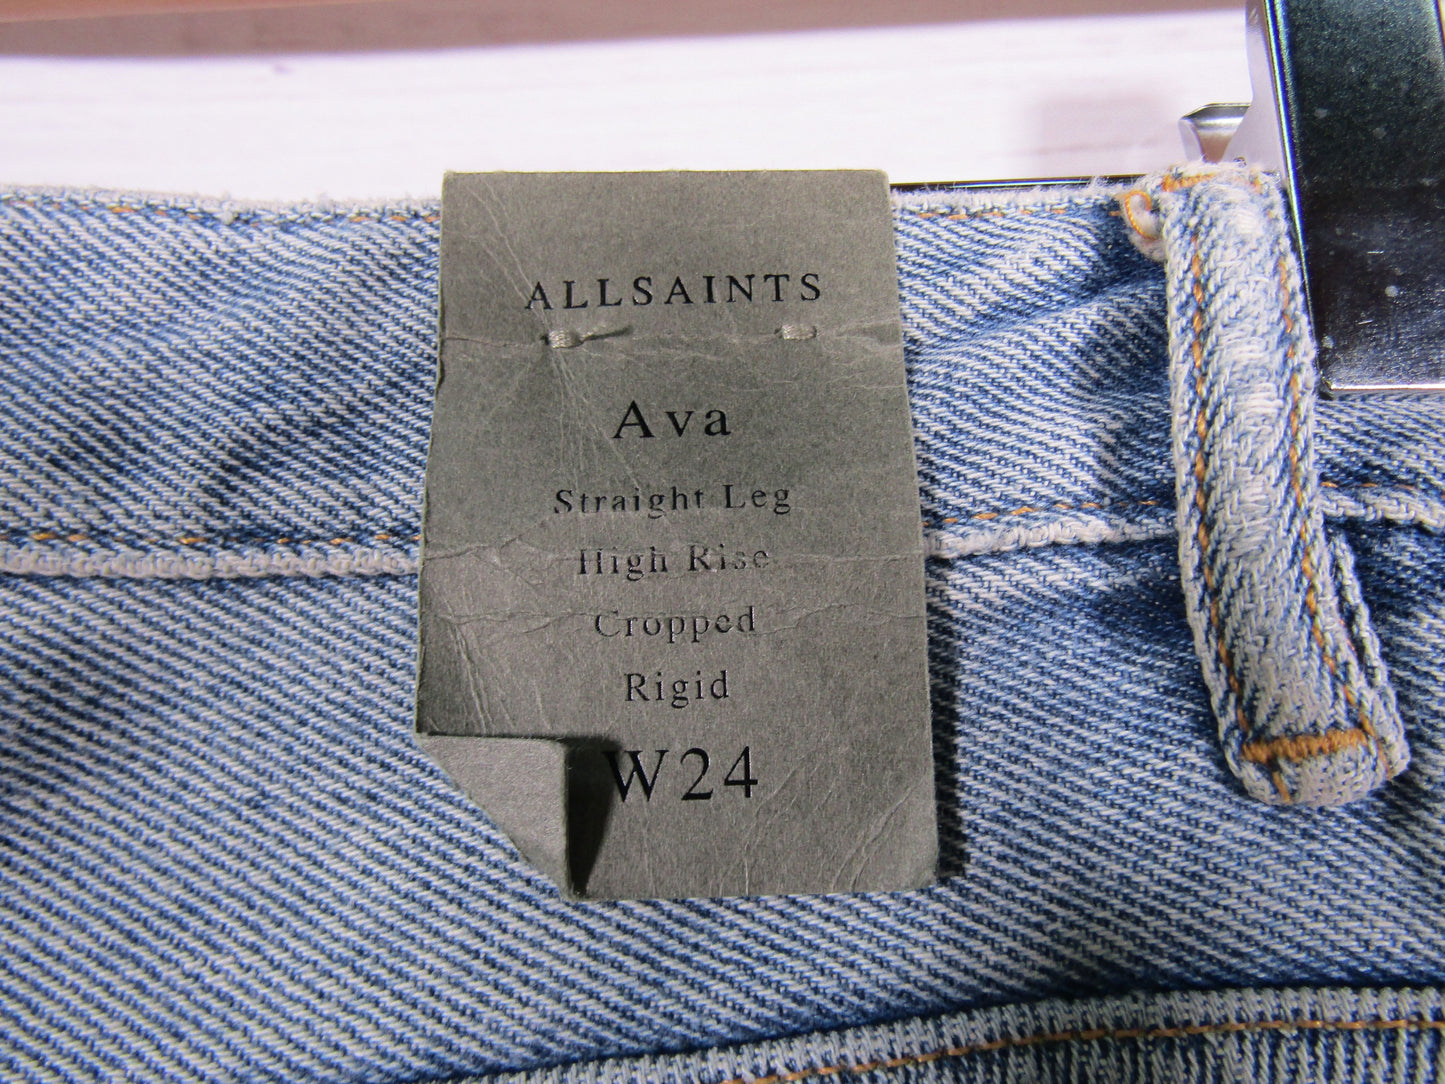 ALLSAINTS
Ava
Straight Leg
High Rise
Cropped
Rigid
W24